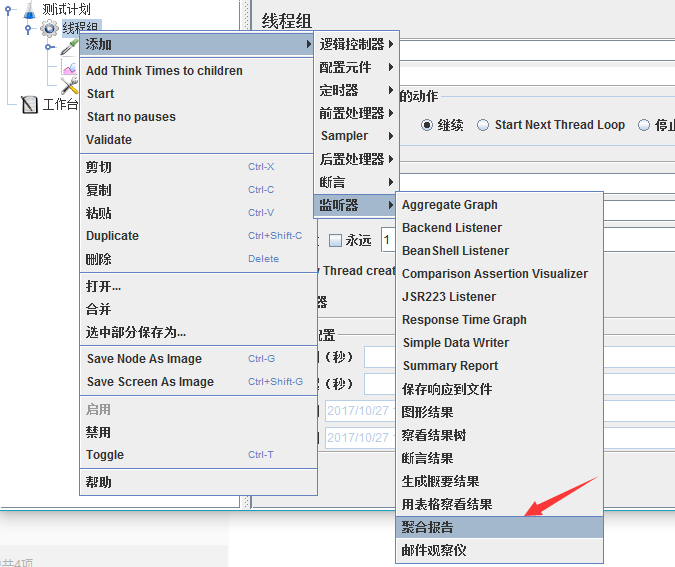 测试计划
线程组
线程组
工作台
添加
Add Think Times to children
Start
Start no pauses
Validate
剪切 Ctrl-X
复制 Ctrl-C
粘贴 Ctrl-V
Duplicate Ctrl+Shift-C
删除 Delete
打开...
合并
选中部分保存为...
Save Node As Image Ctrl-G
Save Screen As Image Ctrl+Shift-G
启用
禁用
Toggle Ctrl-T
帮助
逻辑控制器
配置元件
定时器
前置处理器
Sampler
后置处理器
断言
监听器
的动作
继续 Start Next Thread Loop 停止
永远 1
Thread creat
器
配置
（秒）
（秒）
2017/10/27
2017/10/27
Aggregate Graph
Backend Listener
BeanShell Listener
Comparison Assertion Visualizer
JSR223 Listener
Response Time Graph
Simple Data Writer
Summary Report
保存响应到文件
图形结果
察看结果树
断言结果
生成概要结果
用表格察看结果
聚合报告
邮件观察仪
共4项